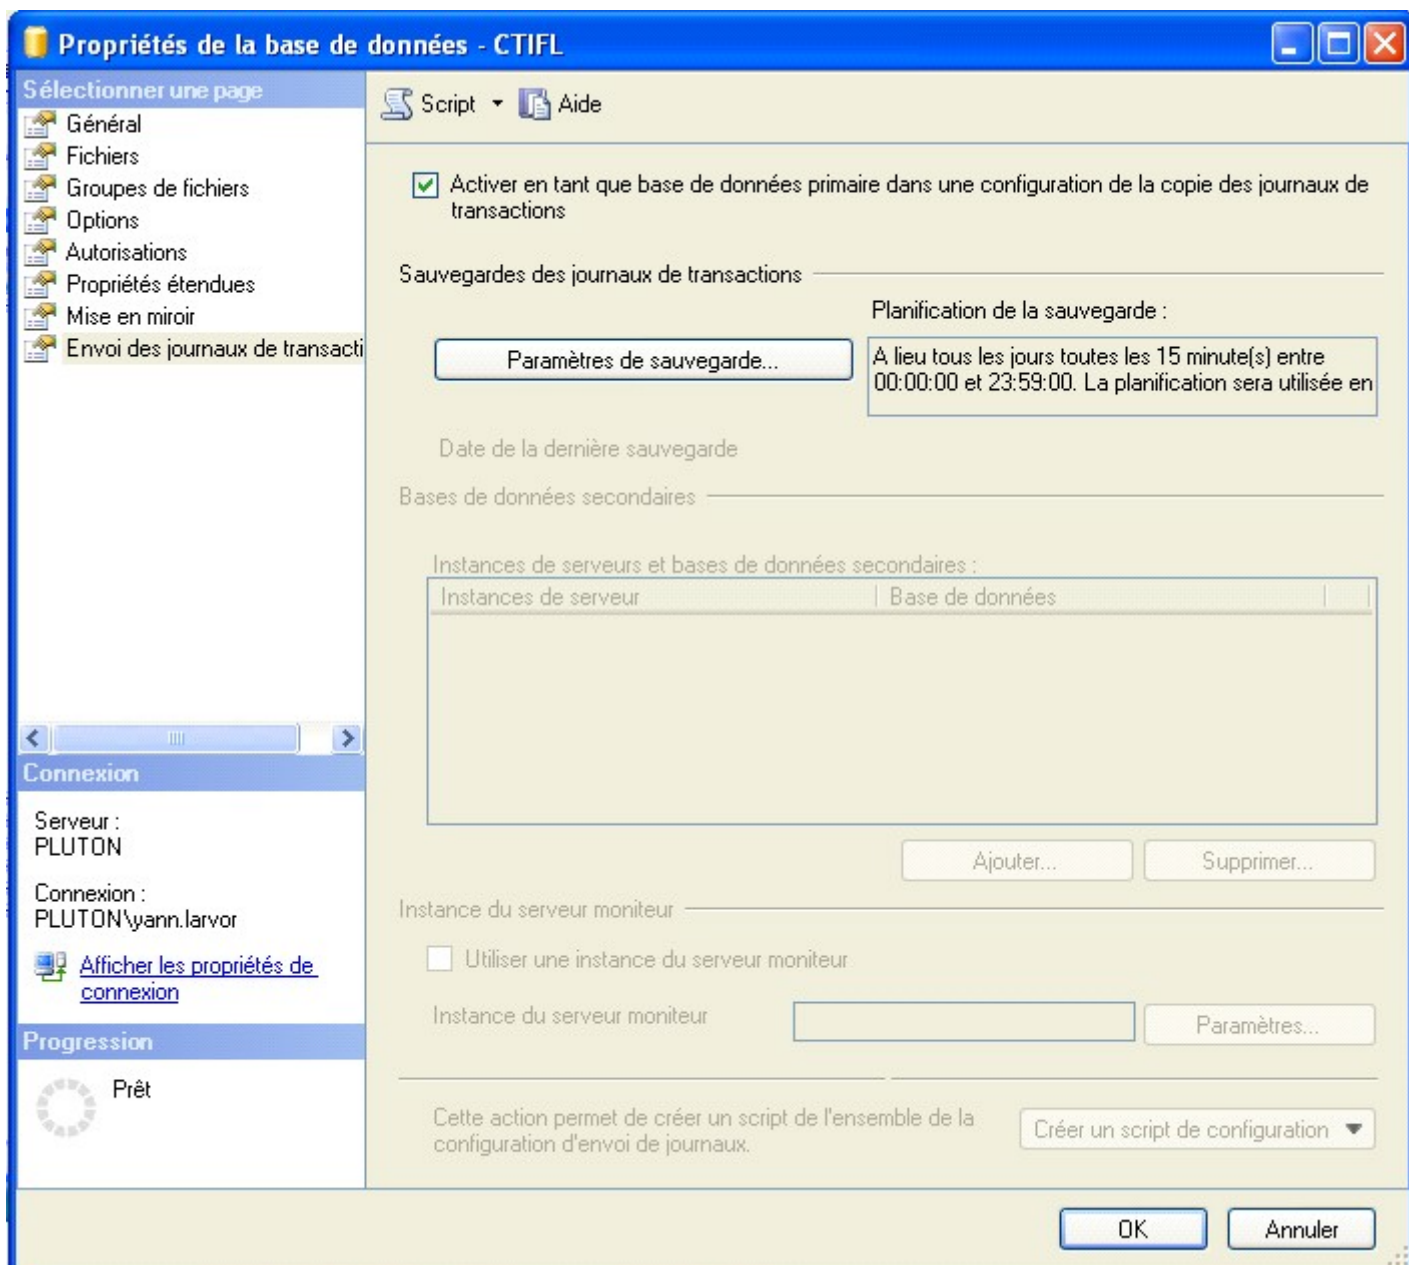 Propriétés de la base de données - CTIFL
Sélectionner une page
Général
Fichiers
Groupes de fichiers
Options
Autorisations
Propriétés étendues
Mise en miroir
Envoi des journaux de transacti
Connexion
Serveur :
PLUTON
Connexion :
PLUTON\yann.larvor
Afficher les propriétés de
connexion
Progression
Prêt
Script
Aide
Activer en tant que base de données primaire dans une configuration de la copie des journaux de
transactions
Sauvegardes des journaux de transactions
Planification de la sauvegarde :
Paramètres de sauvegarde...
A lieu tous les jours toutes les 15 minute(s) entre
00:00:00 et 23:59:00. La planification sera utilisée en
Date de la dernière sauvegarde
Bases de données secondaires
Instances de serveurs et bases de données secondaires :
Instances de serveur
Base de données
Ajouter...
Supprimer...
Instance du serveur moniteur
Utiliser une instance du serveur moniteur
Instance du serveur moniteur
Paramètres...
Cette action permet de créer un script de l'ensemble de la
configuration d'envoi de journaux.
Créer un script de configuration
OK
Annuler